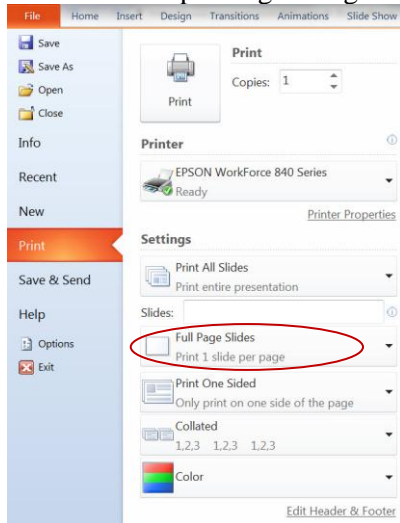 File Home Insert Design Transitions Animations Slide Show
Save
Save As
Open
Close
Info
Recent
New
Print
Save & Send
Help
Options
Exit
Print
Print
Copies: 1
Printer
EPSON WorkForce 840 Series
Ready
Printer Properties
Settings
Print All Slides
Print entire presentation
Slides:
Full Page Slides
Print 1 slide per page
Print One Sided
Only print on one side of the page
Collated
1,2,3 1,2,3 1,2,3
Color
Edit Header & Footer